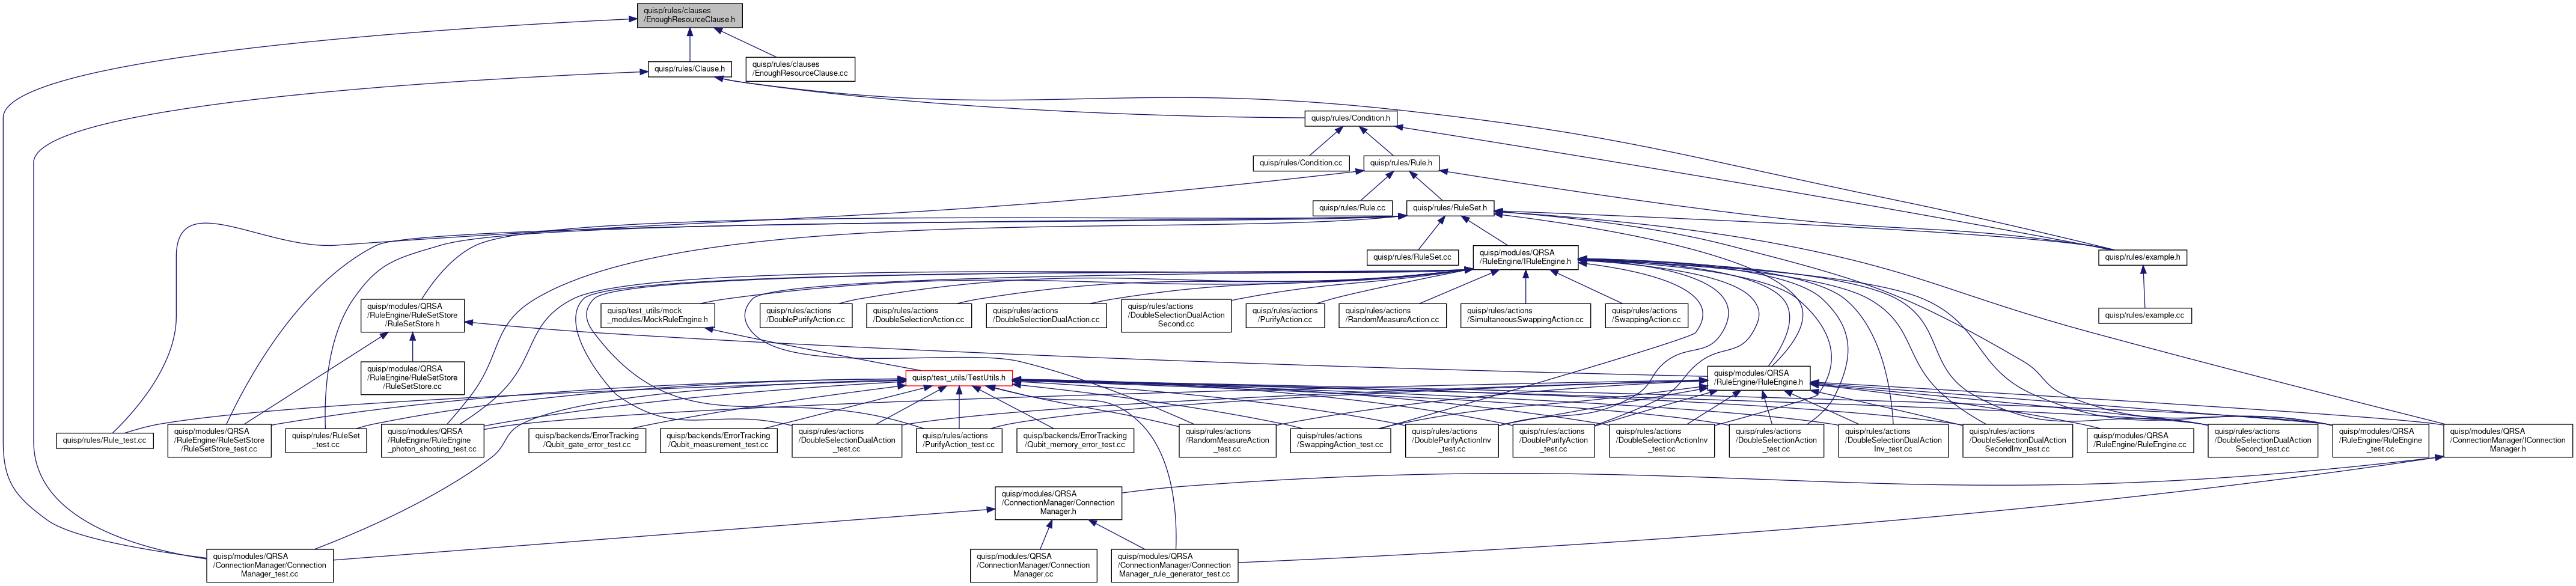 quisp/rules/clauses
/EnoughResourceClause.h
quisp/rules/Clause.h
quisp/rules/clauses
/EnoughResourceClause.cc
quisp/rules/Condition.h
quisp/rules/Condition.cc
quisp/rules/Rule.h
quisp/rules/Rule.cc
quisp/rules/RuleSet.h
quisp/rules/RuleSet.cc
quisp/modules/QRSA
/RuleEngine/IRuleEngine.h
quisp/rules/example.h
quisp/modules/QRSA
/RuleEngine/RuleSetStore
/RuleSetStore.h
quisp/test_utils/mock
_modules/MockRuleEngine.h
quisp/rules/actions
/DoublePurifyAction.cc
quisp/rules/actions
/DoubleSelectionAction.cc
quisp/rules/actions
/DoubleSelectionDualAction.cc
quisp/rules/actions
/DoubleSelectionDualAction
Second.cc
quisp/rules/actions
/PurifyAction.cc
quisp/rules/actions
/RandomMeasureAction.cc
quisp/rules/actions
/SimultaneousSwappingAction.cc
quisp/rules/actions
/SwappingAction.cc
quisp/rules/example.cc
quisp/modules/QRSA
/RuleEngine/RuleSetStore
/RuleSetStore.cc
quisp/test_utils/TestUtils.h
quisp/modules/QRSA
/RuleEngine/RuleEngine.h
quisp/rules/Rule_test.cc
quisp/modules/QRSA
/RuleEngine/RuleSetStore
/RuleSetStore_test.cc
quisp/rules/RuleSet
_test.cc
quisp/modules/QRSA
/RuleEngine/RuleEngine
_photon_shooting_test.cc
quisp/backends/ErrorTracking
/Qubit_gate_error_test.cc
quisp/backends/ErrorTracking
/Qubit_measurement_test.cc
quisp/rules/actions
/DoubleSelectionDualAction
_test.cc
quisp/rules/actions
/PurifyAction_test.cc
quisp/backends/ErrorTracking
/Qubit_memory_error_test.cc
quisp/rules/actions
/RandomMeasureAction
_test.cc
quisp/rules/actions
/SwappingAction_test.cc
quisp/rules/actions
/DoublePurifyActionInv
_test.cc
quisp/rules/actions
/DoublePurifyAction
_test.cc
quisp/rules/actions
/DoubleSelectionActionInv
_test.cc
quisp/rules/actions
/DoubleSelectionAction
_test.cc
quisp/rules/actions
/DoubleSelectionDualAction
Inv_test.cc
quisp/rules/actions
/DoubleSelectionDualAction
SecondInv_test.cc
quisp/modules/QRSA
/RuleEngine/RuleEngine.cc
quisp/rules/actions
/DoubleSelectionDualAction
Second_test.cc
quisp/modules/QRSA
/RuleEngine/RuleEngine
_test.cc
quisp/modules/QRSA
/ConnectionManager/IConnection
Manager.h
quisp/modules/QRSA
/ConnectionManager/Connection
Manager.h
quisp/modules/QRSA
/ConnectionManager/Connection
Manager_test.cc
quisp/modules/QRSA
/ConnectionManager/Connection
Manager.cc
quisp/modules/QRSA
/ConnectionManager/Connection
Manager_rule_generator_test.cc